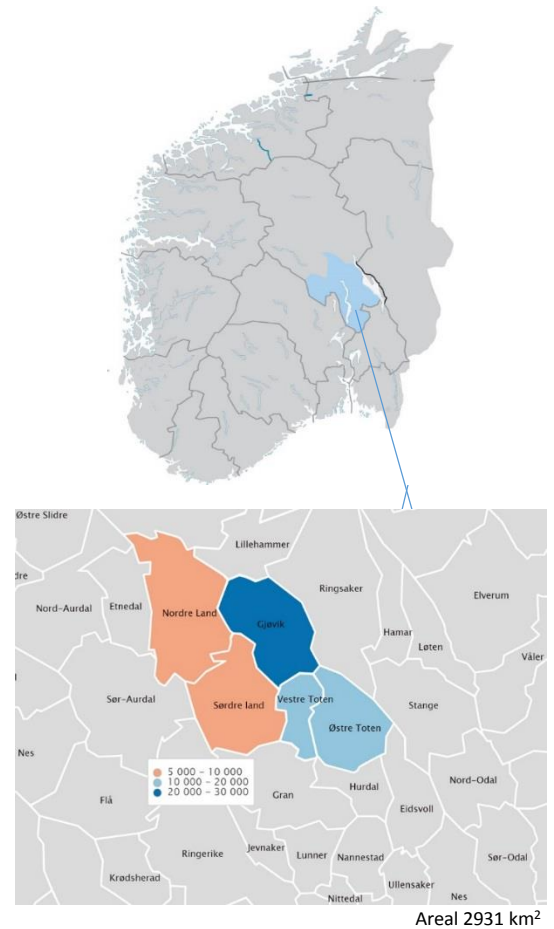 Østre Slidre
Lillehammer
dre
Ringsaker
Elverum
Nord-Aurdal
Etnedal
Nordre Land
Gjøvik
Hamar
Løten
Våler
Sør-Aurdal
Sørdre land
Vestre Toten
Stange
Østre Toten
Nes
5 000 – 10 000
10 000 – 20 000
20 000 – 30 000
Flå
Gran
Hurdal
Nord-Odal
Eidsvoll
Ringerike
Jevnaker
Lunner
Nannestad
Sør-Odal
Krødsherad
Ullensaker
Nittedal
Nes
Areal 2931 km²